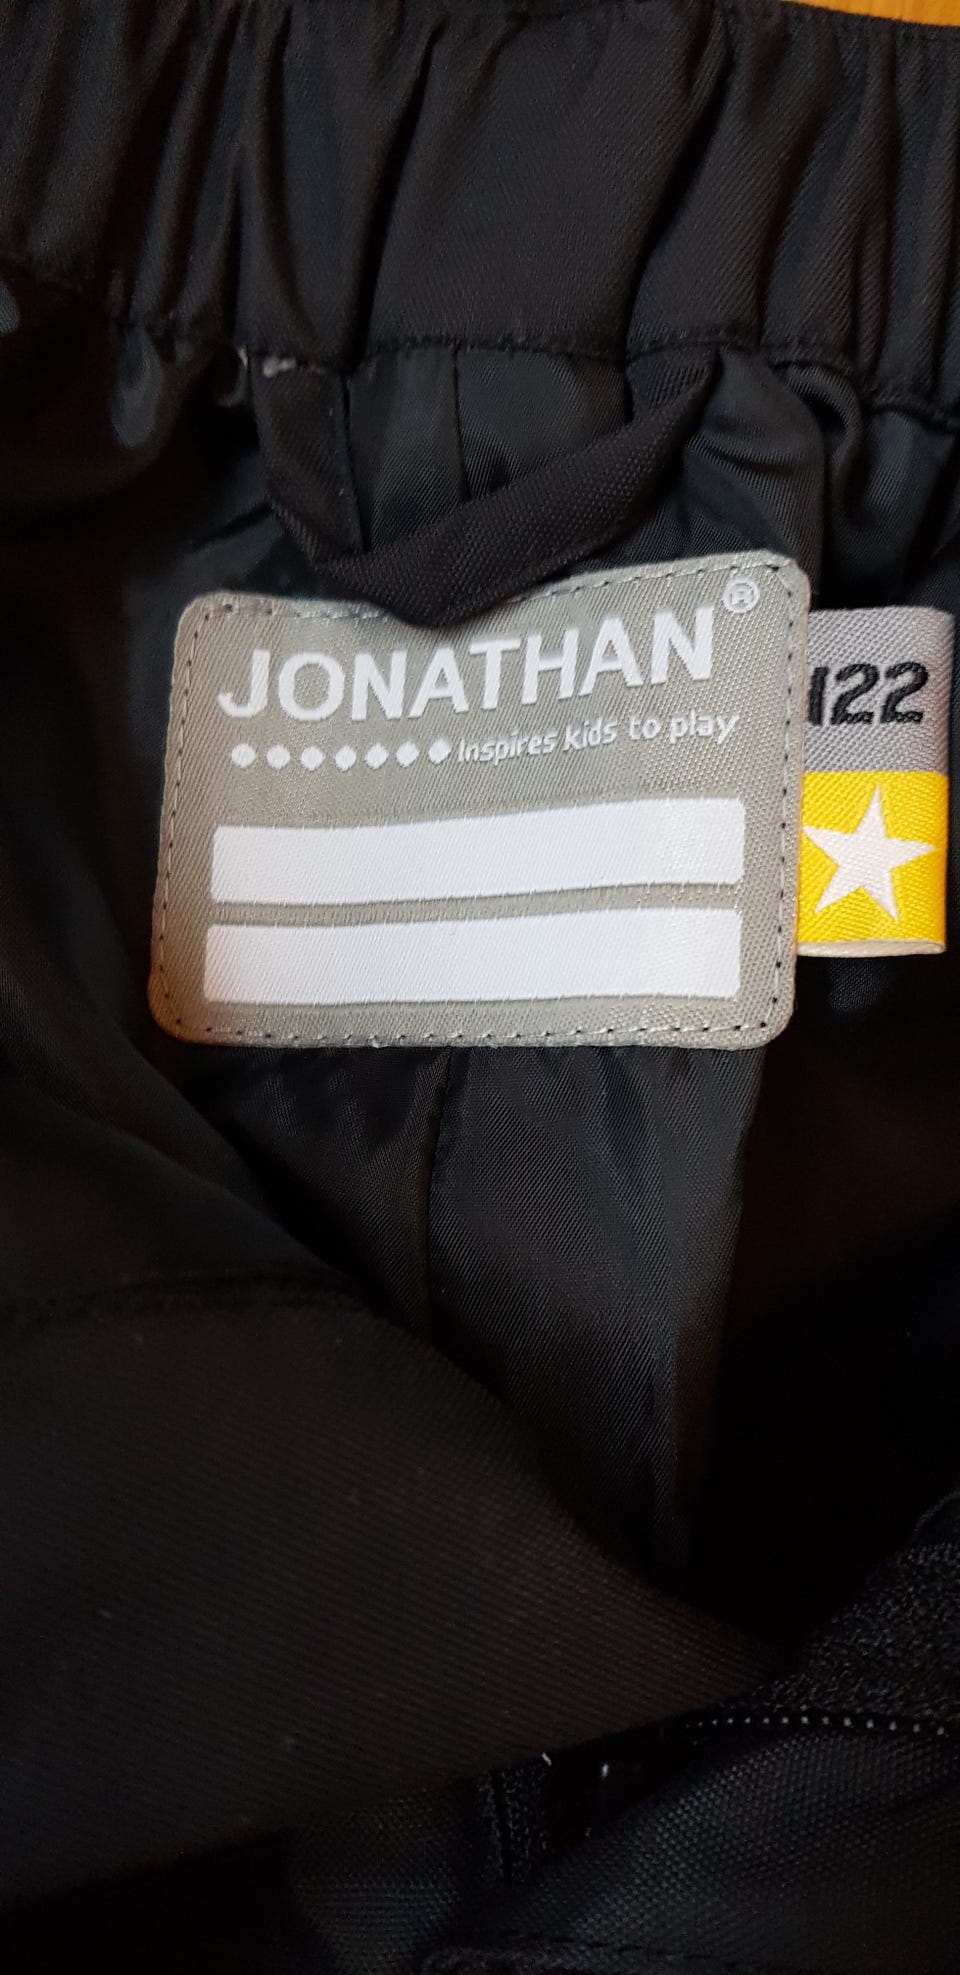 JONATHAN®
Inspires kids to play
122